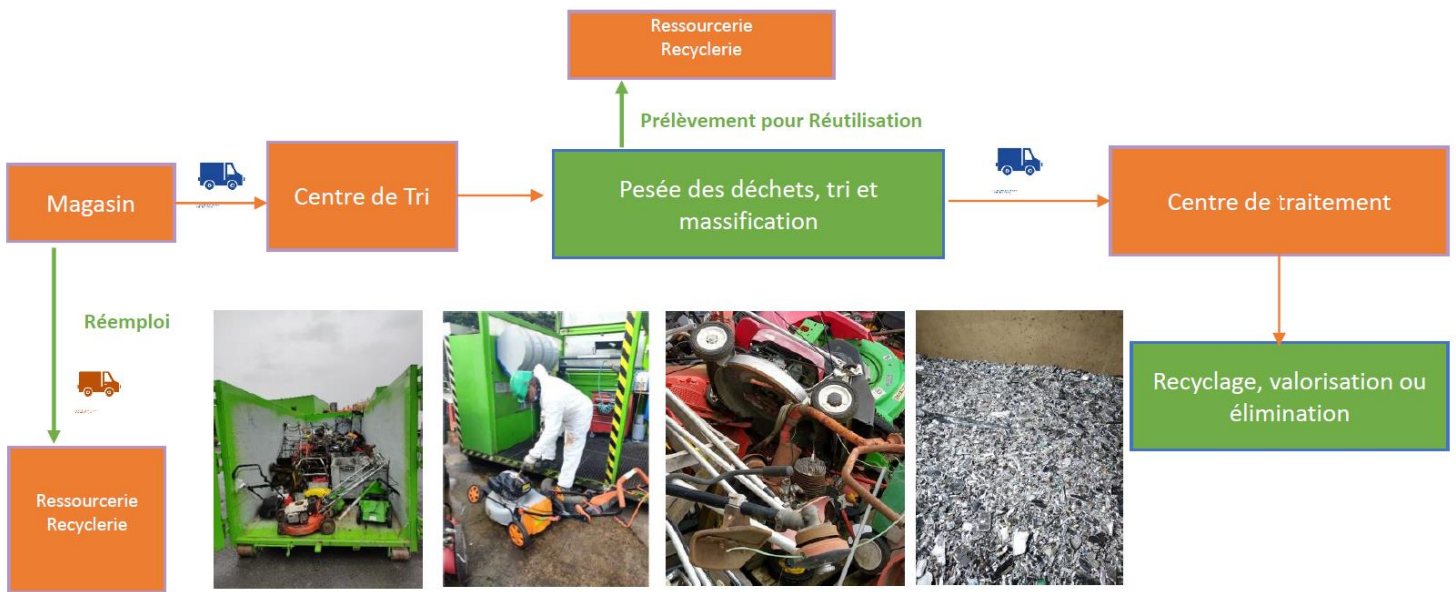 Ressourcerie
Recyclerie
Prélèvement pour Réutilisation
Magasin
Centre de Tri
Pesée des déchets, tri et
massification
Centre de traitement
Réemploi
Recyclage, valorisation ou
élimination
Ressourcerie
Recyclerie